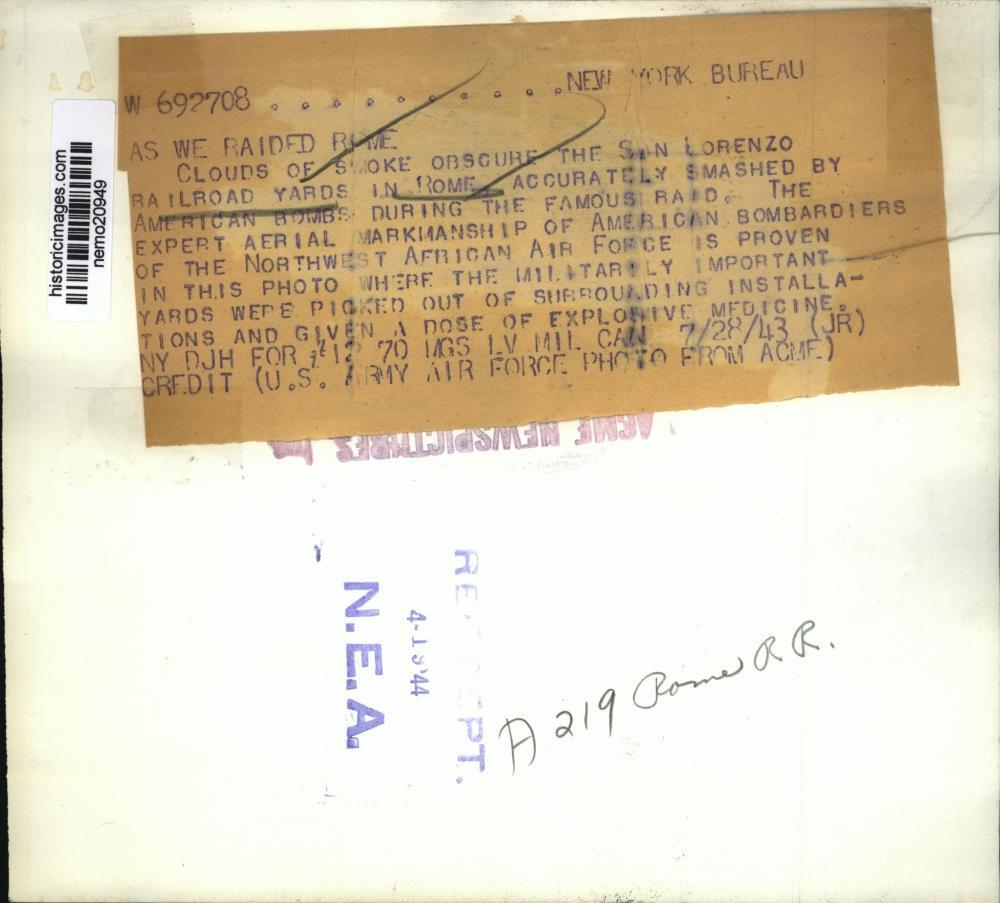 W 692708 . . . . . . . . . . . NEW YORK BUREAU
AS WE RAIDED ROME
CLOUDS OF SMOKE OBSCURE THE SAN LORENZO
RAILROAD YARDS IN ROME, ACCURATELY SMASHED BY
AMERICAN BOMBS DURING THE FAMOUS RAID. THE
EXPERT AERIAL MARKMANSHIP OF AMERICAN BOMBARDIERS
OF THE NORTHWEST AFRICAN AIR FORCE IS PROVEN
IN THIS PHOTO WHERE THE MILITARILY IMPORTANT
YARDS WERE PICKED OUT OF SURROUNDING INSTALLA-
TIONS AND GIVEN A DOSE OF EXPLOSIVE MEDICINE.
NY DJH FOR 12 70 MGS LV MIL CAN 7/28/43 (JR)
CREDIT (U.S. ARMY AIR FORCE PHOTO FROM ACME)
historicimages.com
nemo20949
ACME NEWSPICTURES
REF. DEPT.
4-1944
N.E.A.
A 219 Rome R R.